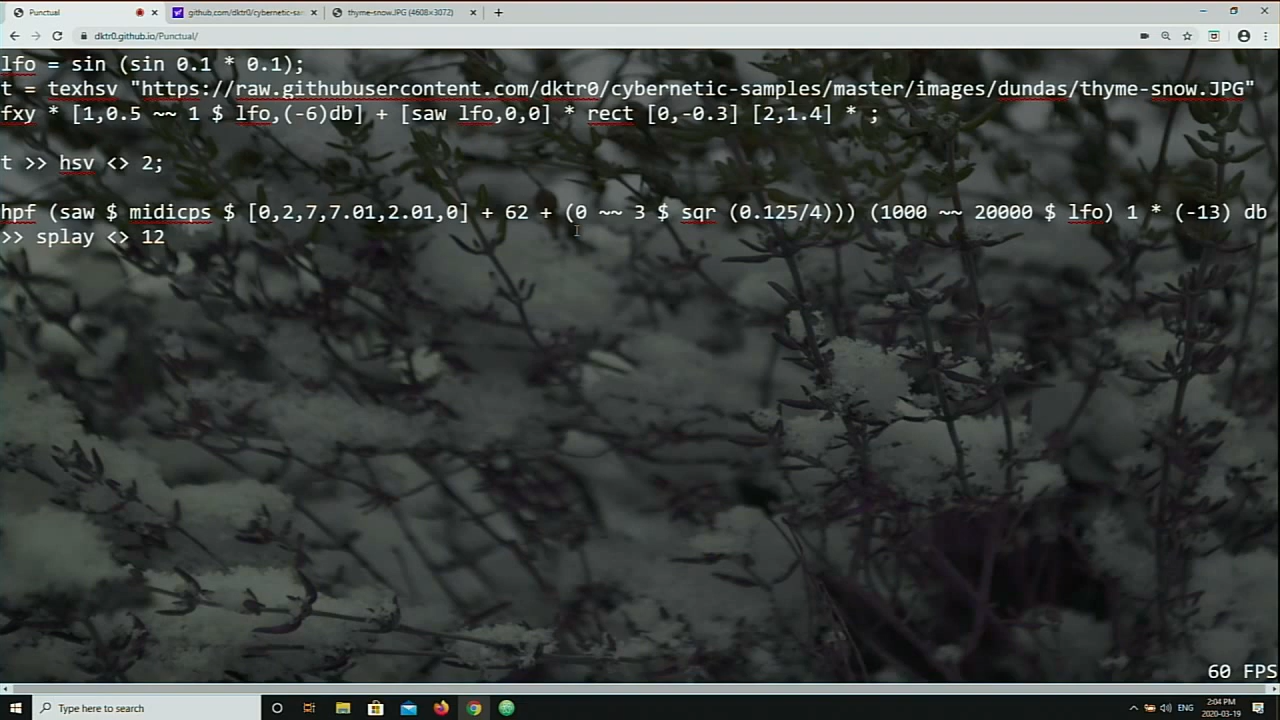 Punctual
github.com/dktr0/cybernetic-sa
thyme-snow.JPG (4608×3072)
dktr0.github.io/Punctual/
lfo = sin (sin 0.1 * 0.1);
t = texhsv "https://raw.githubusercontent.com/dktr0/cybernetic-samples/master/images/dundas/thyme-snow.JPG"
fxy * [1,0.5 ~~ 1 $ lfo,(-6)db] + [saw lfo,0,0] * rect [0,-0.3] [2,1.4] * ;
t >> hsv <> 2;
hpf (saw $ midicps $ [0,2,7,7.01,2.01,0] + 62 + (0 ~~ 3 $ sqr (0.125/4))) (1000 ~~ 20000 $ lfo) 1 * (-13) db
>> splay <> 12
60 FPS
Type here to search
ENG
2:04 PM
2020-03-19